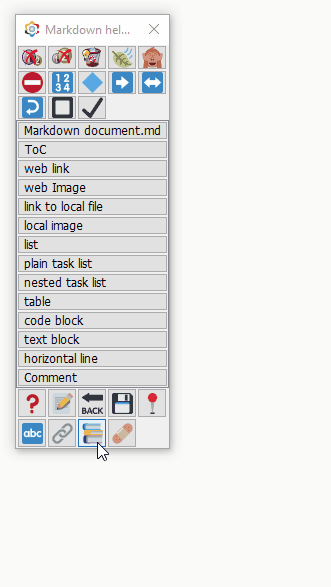 Markdown hel...
1 2
3 4
Markdown document.md
ToC
web link
web Image
link to local file
local image
list
plain task list
nested task list
table
code block
text block
horizontal line
Comment
?
BACK
abc